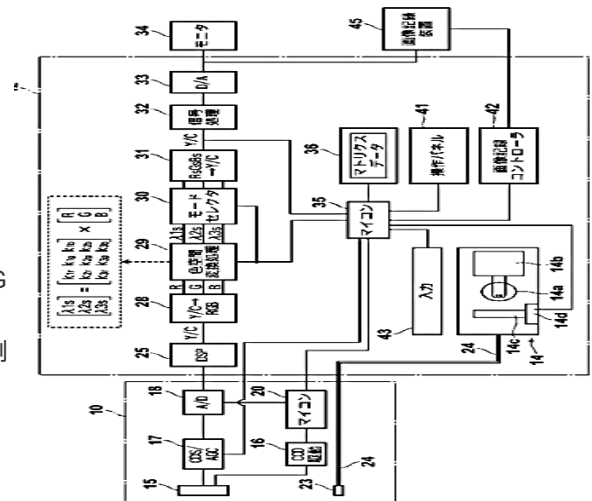 λ1s
λ2s
λ3s
=
k1r k1g k1b
k2r k2g k2b
k3r k3g k3b
×
R
G
B
10
15
17
CDS/
AGC
18
A/D
25
DSP
Y/C
28
Y/C→
RGB
R
G
B
29
色空間
変換処理
λ1s
λ2s
λ3s
30
モード
セレクタ
31
RsGsBs
→Y/C
Y/C
32
信号
処理
33
D/A
34
モニタ
16
CCD
駆動
20
マイコン
35
マイコン
36
マトリクス
データ
43
入力
41
操作パネル
42
画像記録
コントローラ
45
画像記録
装置
23
24
24
14
14a
14b
14c
14d